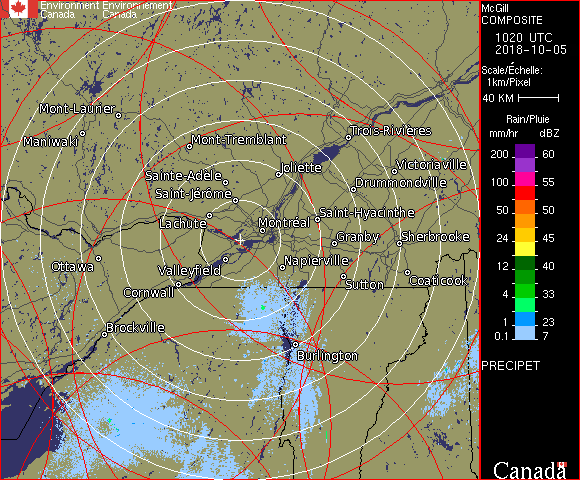 Environment Environnement
Canada Canada
McGill
COMPOSITE
1020 UTC
2018-10-05
Scale/Échelle:
1km/Pixel
40 KM
Rain/Pluie
mm/hr dBZ
200 60
100 55
50 50
24 45
12 40
4 33
1 23
0.1 7
PRECIPET
Canada
Mont-Laurier
Maniwaki
Mont-Tremblant
Trois-Rivières
Joliette
Victoriaville
Sainte-Adèle
Drummondville
Saint-Jérôme
Lachute
Montréal
Saint-Hyacinthe
Granby
Sherbrooke
Ottawa
Valleyfield
Napierville
Cornwall
Sutton
Coaticook
Brockville
Burlington